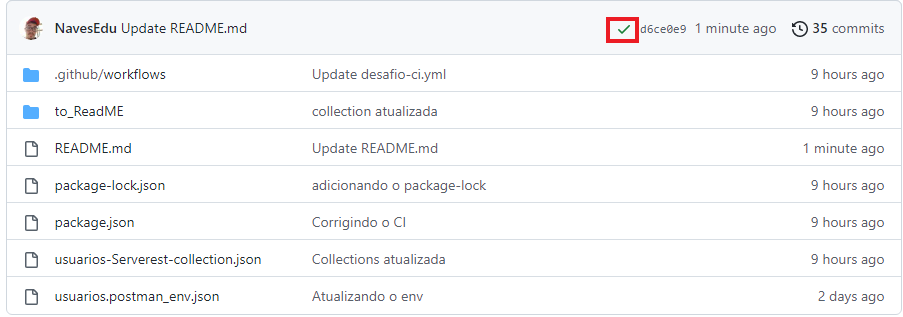 NavesEdu Update README.md d6ce0e9 1 minute ago 35 commits
.github/workflows Update desafio-ci.yml 9 hours ago
to_ReadME collection atualizada 9 hours ago
README.md Update README.md 1 minute ago
package-lock.json adicionando o package-lock 9 hours ago
package.json Corrigindo o CI 9 hours ago
usuarios-Serverest-collection.json Collections atualizada 9 hours ago
usuarios.postman_env.json Atualizando o env 2 days ago